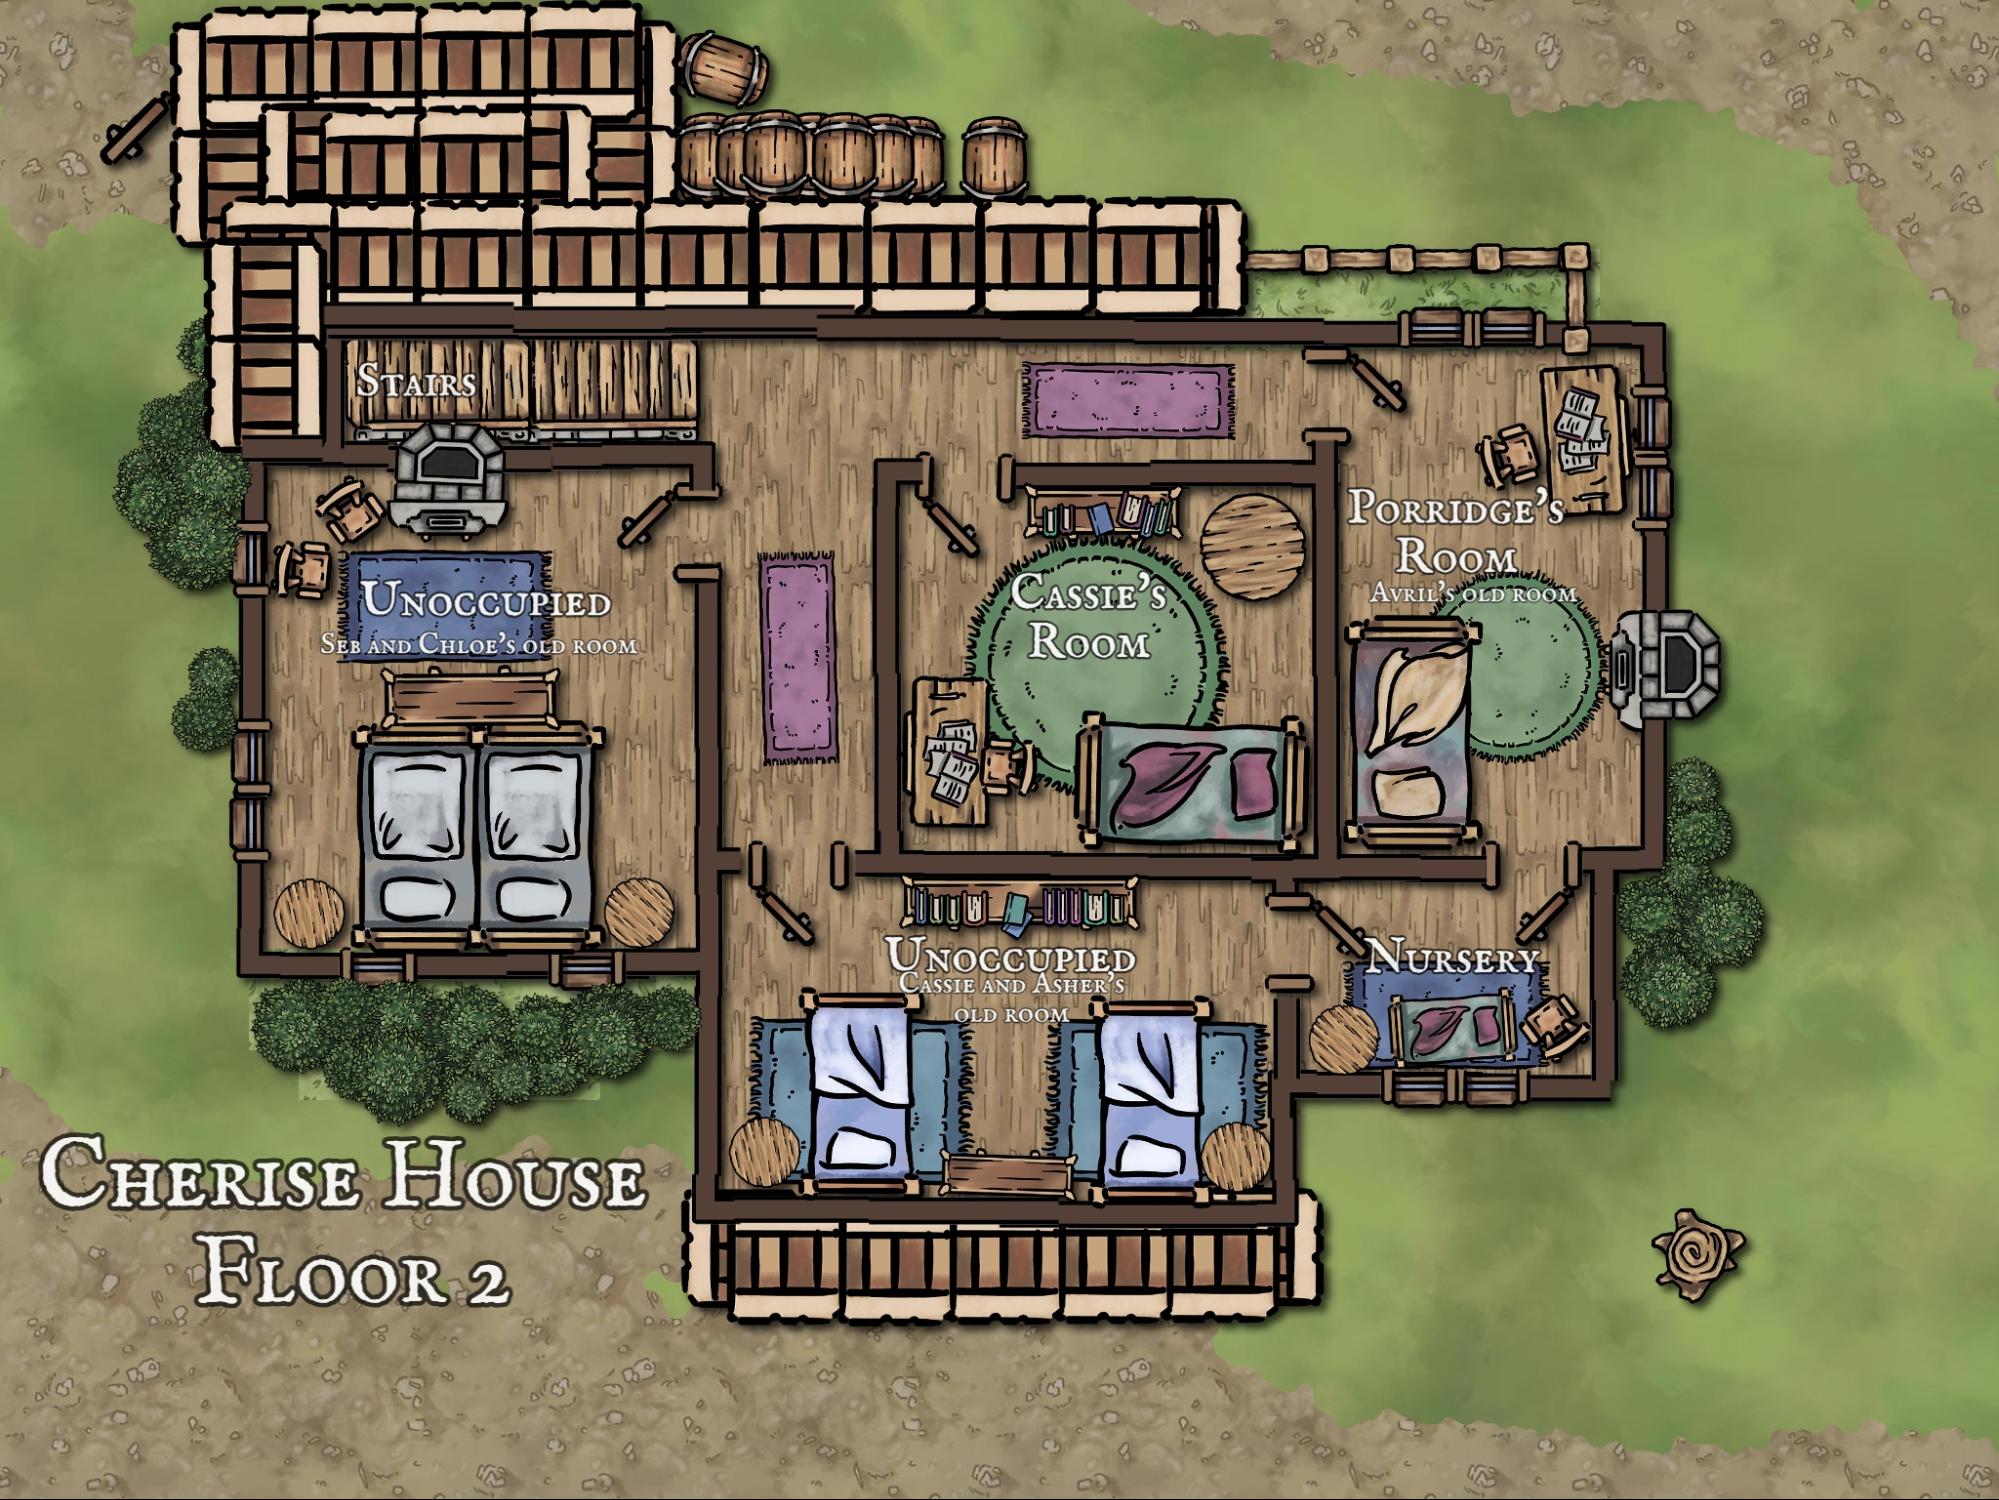 Stairs
Porridge's
Room
Avril's old room
Cassie's
Room
Unoccupied
Seb and Chloe's old room
Unoccupied
Cassie and Asher's
old room
Nursery
Cherise House
Floor 2